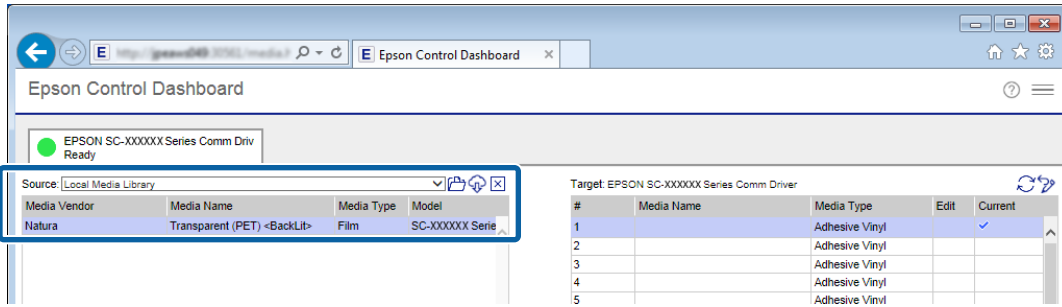 E Epson Control Dashboard
Epson Control Dashboard
EPSON SC-XXXXXX Series Comm Driv
Ready
Source: Local Media Library
Media Vendor Media Name Media Type Model
Natura Transparent (PET) <BackLit> Film SC-XXXXXX Serie
Target: EPSON SC-XXXXXX Series Comm Driver
# Media Name Media Type Edit Current
1 Adhesive Vinyl
2 Adhesive Vinyl
3 Adhesive Vinyl
4 Adhesive Vinyl
5 Adhesive Vinyl